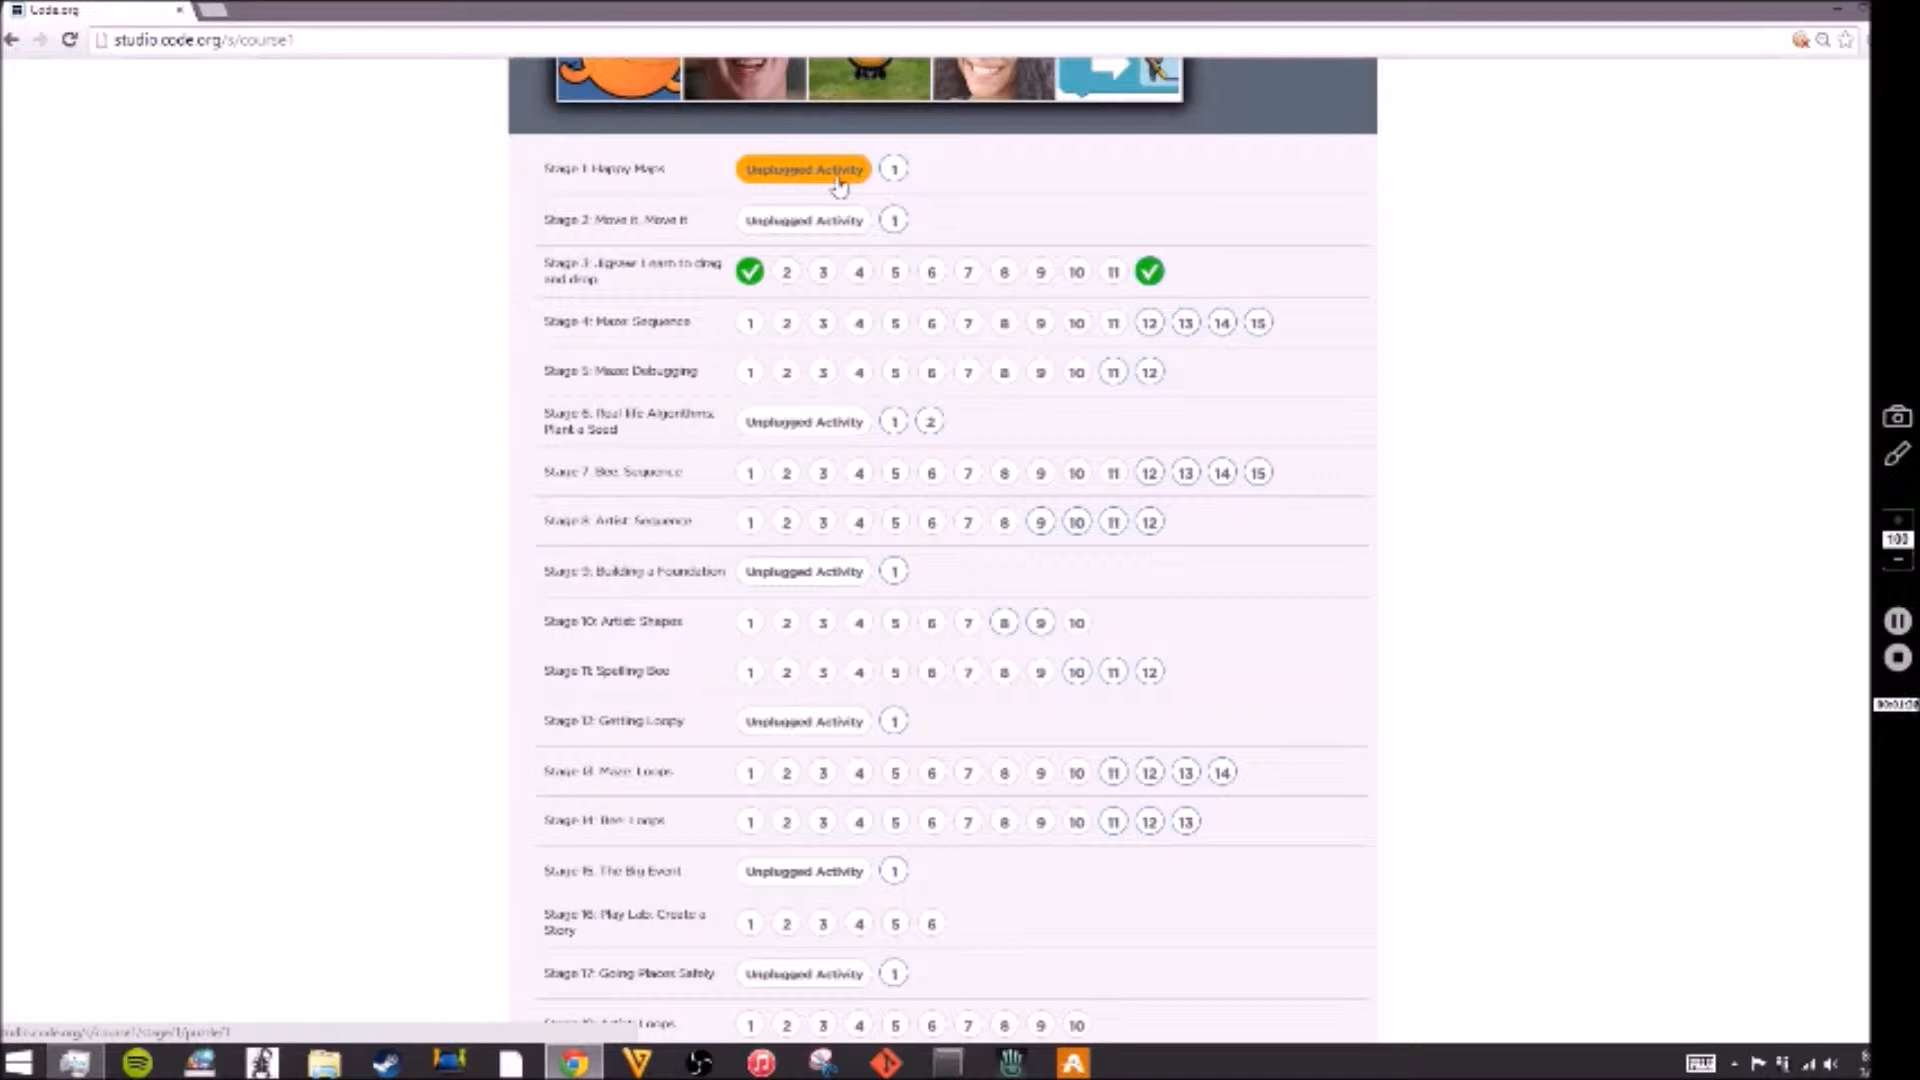 Code.org
studio.code.org/s/course1
Stage 1: Happy Maps Unplugged Activity 1
Stage 2: Move it, Move it Unplugged Activity 1
Stage 3: Jigsaw: Learn to drag
and drop
2 3 4 5 6 7 8 9 10 11
Stage 4: Maze: Sequence 1 2 3 4 5 6 7 8 9 10 11 12 13 14 15
Stage 5: Maze: Debugging 1 2 3 4 5 6 7 8 9 10 11 12
Stage 6: Real-life Algorithms:
Plant a Seed
Unplugged Activity 1 2
Stage 7: Bee: Sequence 1 2 3 4 5 6 7 8 9 10 11 12 13 14 15
Stage 8: Artist: Sequence 1 2 3 4 5 6 7 8 9 10 11 12
Stage 9: Building a Foundation Unplugged Activity 1
Stage 10: Artist: Shapes 1 2 3 4 5 6 7 8 9 10
Stage 11: Spelling Bee 1 2 3 4 5 6 7 8 9 10 11 12
Stage 12: Getting Loopy Unplugged Activity 1
Stage 13: Maze: Loops 1 2 3 4 5 6 7 8 9 10 11 12 13 14
Stage 14: Bee: Loops 1 2 3 4 5 6 7 8 9 10 11 12 13
Stage 15: The Big Event Unplugged Activity 1
Stage 16: Play Lab: Create a
Story
1 2 3 4 5 6
Stage 17: Going Places Safely Unplugged Activity 1
Stage 18: Artist: Loops 1 2 3 4 5 6 7 8 9 10
100